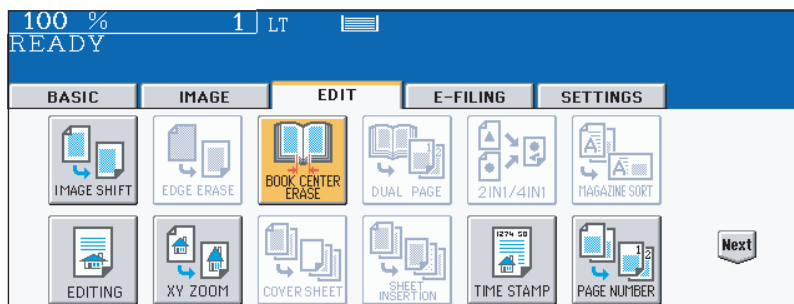 100 % 1 LT
READY
BASIC IMAGE EDIT E-FILING SETTINGS
IMAGE SHIFT
EDGE ERASE
BOOK CENTER
ERASE
DUAL PAGE
2IN1/4IN1
MAGAZINE SORT
EDITING
XY ZOOM
COVER SHEET
SHEET
INSERTION
TIME STAMP
PAGE NUMBER
Next